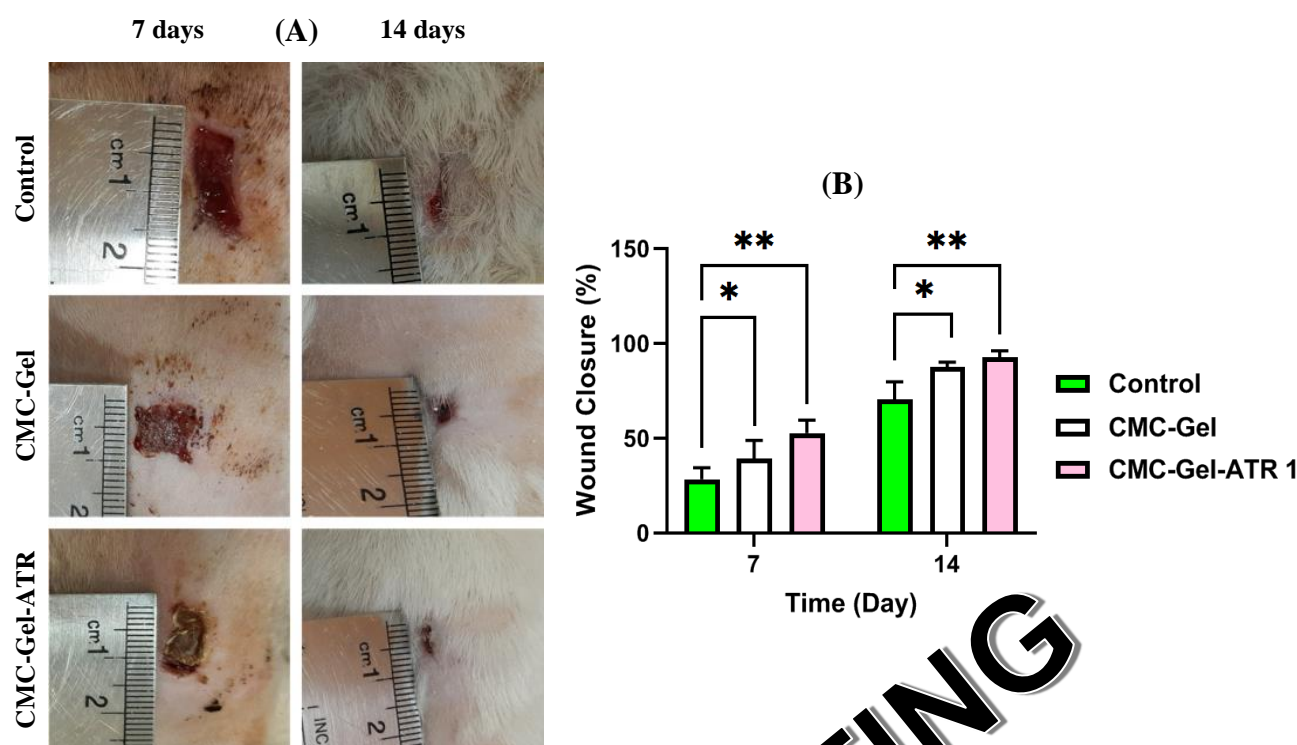 7 days (A) 14 days
Control
cm 1
2
cm 1
CMC-Gel
cm 1
2
cm 1
2
CMC-Gel-ATR
cm 1
2
cm 1
2
INC
(B)
Wound Closure (%)
150
100
50
0
** **
* *
7 14
Time (Day)
Control
CMC-Gel
CMC-Gel-ATR 1
TING